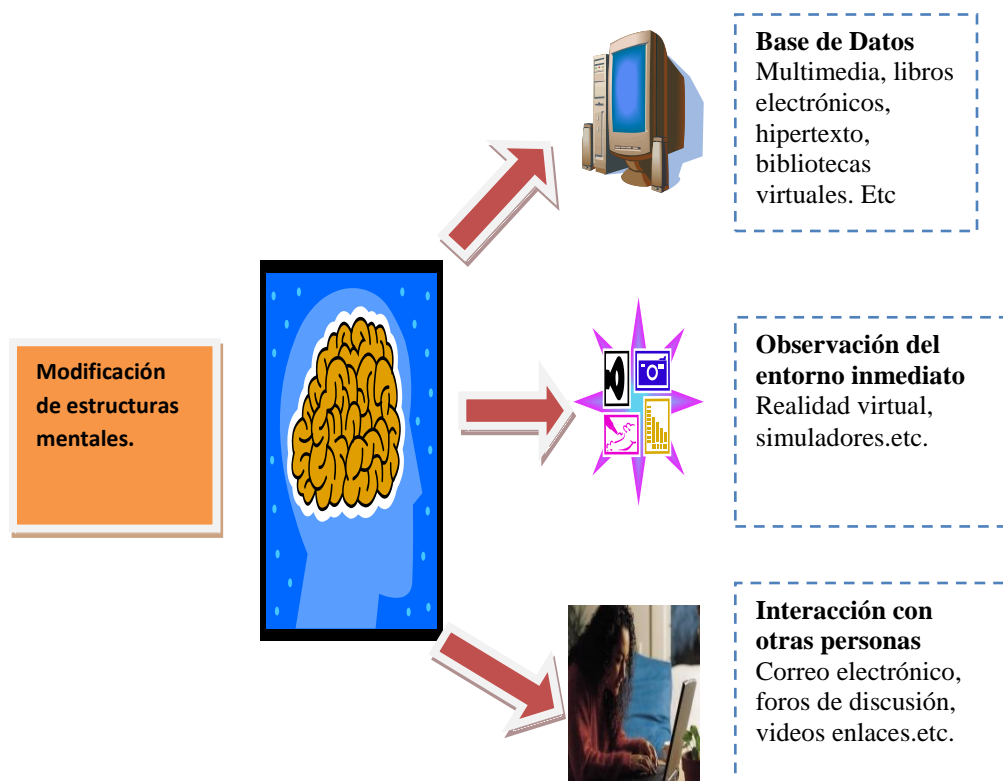 Base de Datos
Multimedia, libros
electrónicos,
hipertexto,
bibliotecas
virtuales. Etc
Modificación
de estructuras
mentales.
Observación del
entorno inmediato
Realidad virtual,
simuladores.etc.
Interacción con
otras personas
Correo electrónico,
foros de discusión,
videos enlaces.etc.